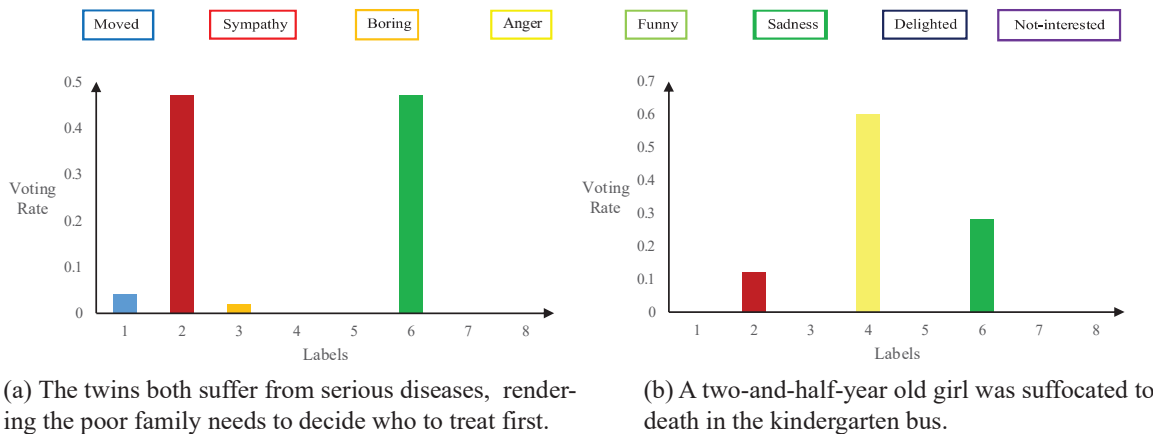 Moved Sympathy Boring Anger Funny Sadness Delighted Not-interested
0.5
0.4
0.3
0.2
0.1
0
Voting
Rate
1 2 3 4 5 6 7 8
Labels
0.7
0.6
0.5
0.4
0.3
0.2
0.1
0
Voting
Rate
1 2 3 4 5 6 7 8
Labels
(a) The twins both suffer from serious diseases, render-
ing the poor family needs to decide who to treat first.
(b) A two-and-half-year old girl was suffocated to
death in the kindergarten bus.